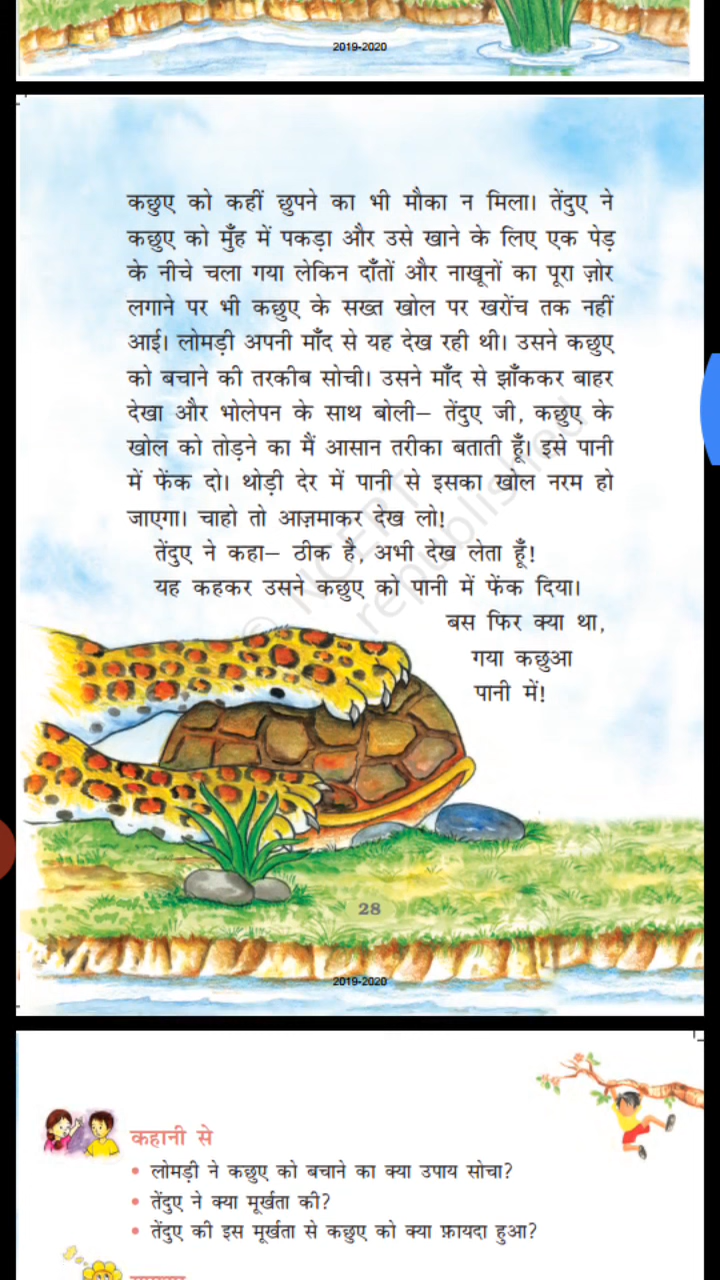 2019-2020
कछुए को कहीं छुपने का भी मौका न मिला। तेंदुए ने
कछुए को मुँह में पकड़ा और उसे खाने के लिए एक पेड़
के नीचे चला गया लेकिन दाँतों और नाखूनों का पूरा ज़ोर
लगाने पर भी कछुए के सख्त खोल पर खरोंच तक नहीं
आई। लोमड़ी अपनी माँद से यह देख रही थी। उसने कछुए
को बचाने की तरकीब सोची। उसने माँद से झाँककर बाहर
देखा और भोलेपन के साथ बोली– तेंदुए जी, कछुए के
खोल को तोड़ने का मैं आसान तरीका बताती हूँ। इसे पानी
में फेंक दो। थोड़ी देर में पानी से इसका खोल नरम हो
जाएगा। चाहो तो आज़माकर देख लो!
तेंदुए ने कहा– ठीक है, अभी देख लेता हूँ!
यह कहकर उसने कछुए को पानी में फेंक दिया।
बस फिर क्या था,
गया कछुआ
पानी में!
© NCERT
republished
28
2019-2020
कहानी से
• लोमड़ी ने कछुए को बचाने का क्या उपाय सोचा?
• तेंदुए ने क्या मूर्खता की?
• तेंदुए की इस मूर्खता से कछुए को क्या फ़ायदा हुआ?